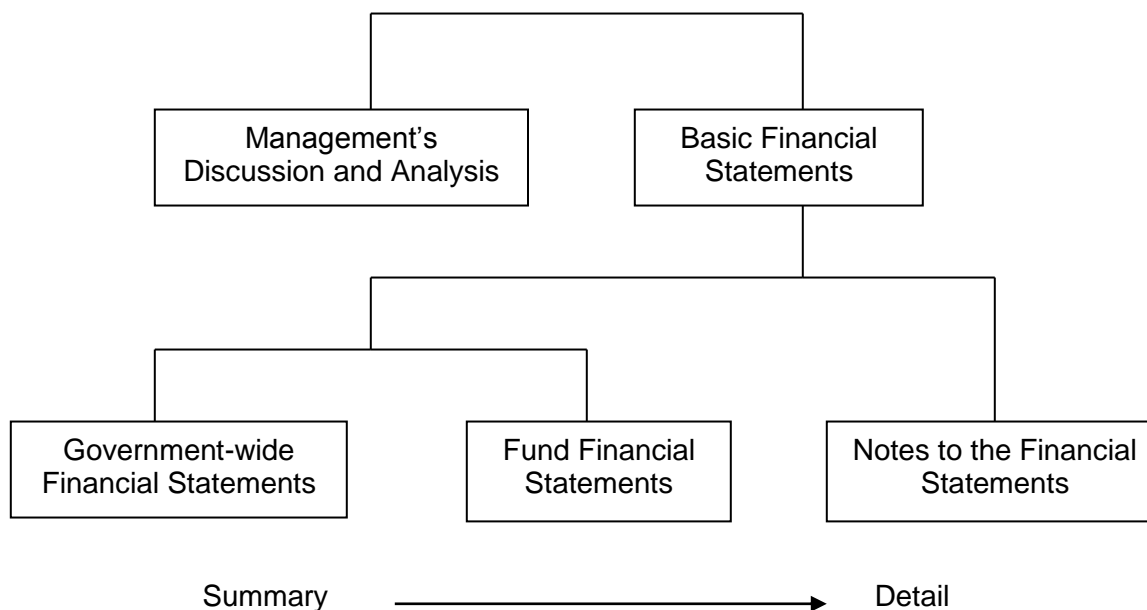 Management’s
Discussion and Analysis
Basic Financial
Statements
Government-wide
Financial Statements
Fund Financial
Statements
Notes to the Financial
Statements
Summary
Detail